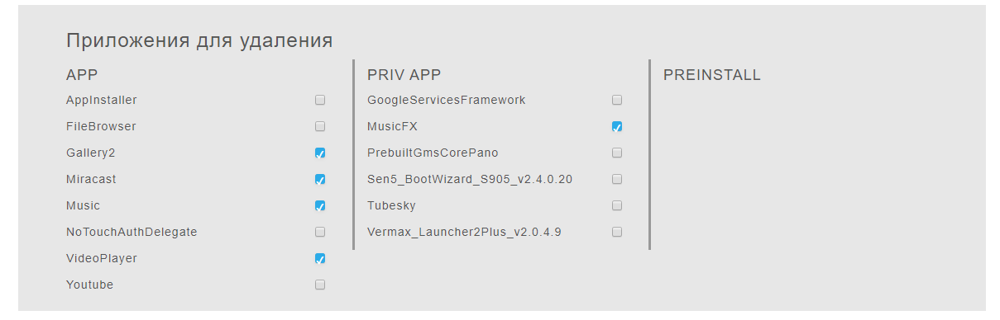 Приложения для удаления
APP
AppInstaller
FileBrowser
Gallery2
Miracast
Music
NoTouchAuthDelegate
VideoPlayer
Youtube
PRIV APP
GoogleServicesFramework
MusicFX
PrebuiltGmsCorePano
Sen5_BootWizard_S905_v2.4.0.20
Tubesky
Vermax_Launcher2Plus_v2.0.4.9
PREINSTALL